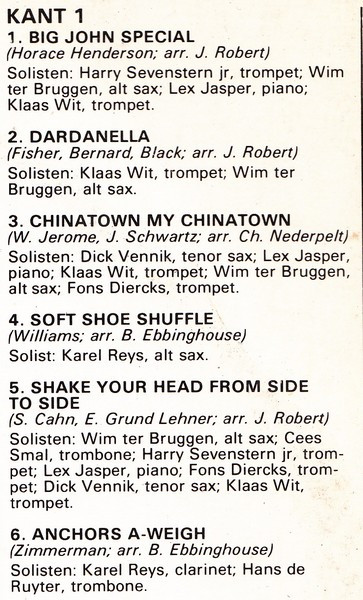 KANT 1
1. BIG JOHN SPECIAL
(Horace Henderson; arr. J. Robert)
Solisten: Harry Sevenstern jr, trompet; Wim
ter Bruggen, alt sax; Lex Jasper, piano;
Klaas Wit, trompet.
2. DARDANELLA
(Fisher, Bernard, Black; arr. J. Robert)
Solisten: Klaas Wit, trompet; Wim ter
Bruggen, alt sax.
3. CHINATOWN MY CHINATOWN
(W. Jerome, J. Schwartz; arr. Ch. Nederpelt)
Solisten: Dick Vennik, tenor sax; Lex Jasper,
piano; Klaas Wit, trompet; Wim ter Bruggen,
alt sax; Fons Diercks, trompet.
4. SOFT SHOE SHUFFLE
(Williams; arr. B. Ebbinghouse)
Solist: Karel Reys, alt sax.
5. SHAKE YOUR HEAD FROM SIDE
TO SIDE
(S. Cahn, E. Grund Lehner; arr. J. Robert)
Solisten: Wim ter Bruggen, alt sax; Cees
Smal, trombone; Harry Sevenstern jr, trom-
pet; Lex Jasper, piano; Fons Diercks, trom-
pet; Dick Vennik, tenor sax; Klaas Wit,
trompet.
6. ANCHORS A-WEIGH
(Zimmerman; arr. B. Ebbinghouse)
Solisten: Karel Reys, clarinet; Hans de
Ruyter, trombone.